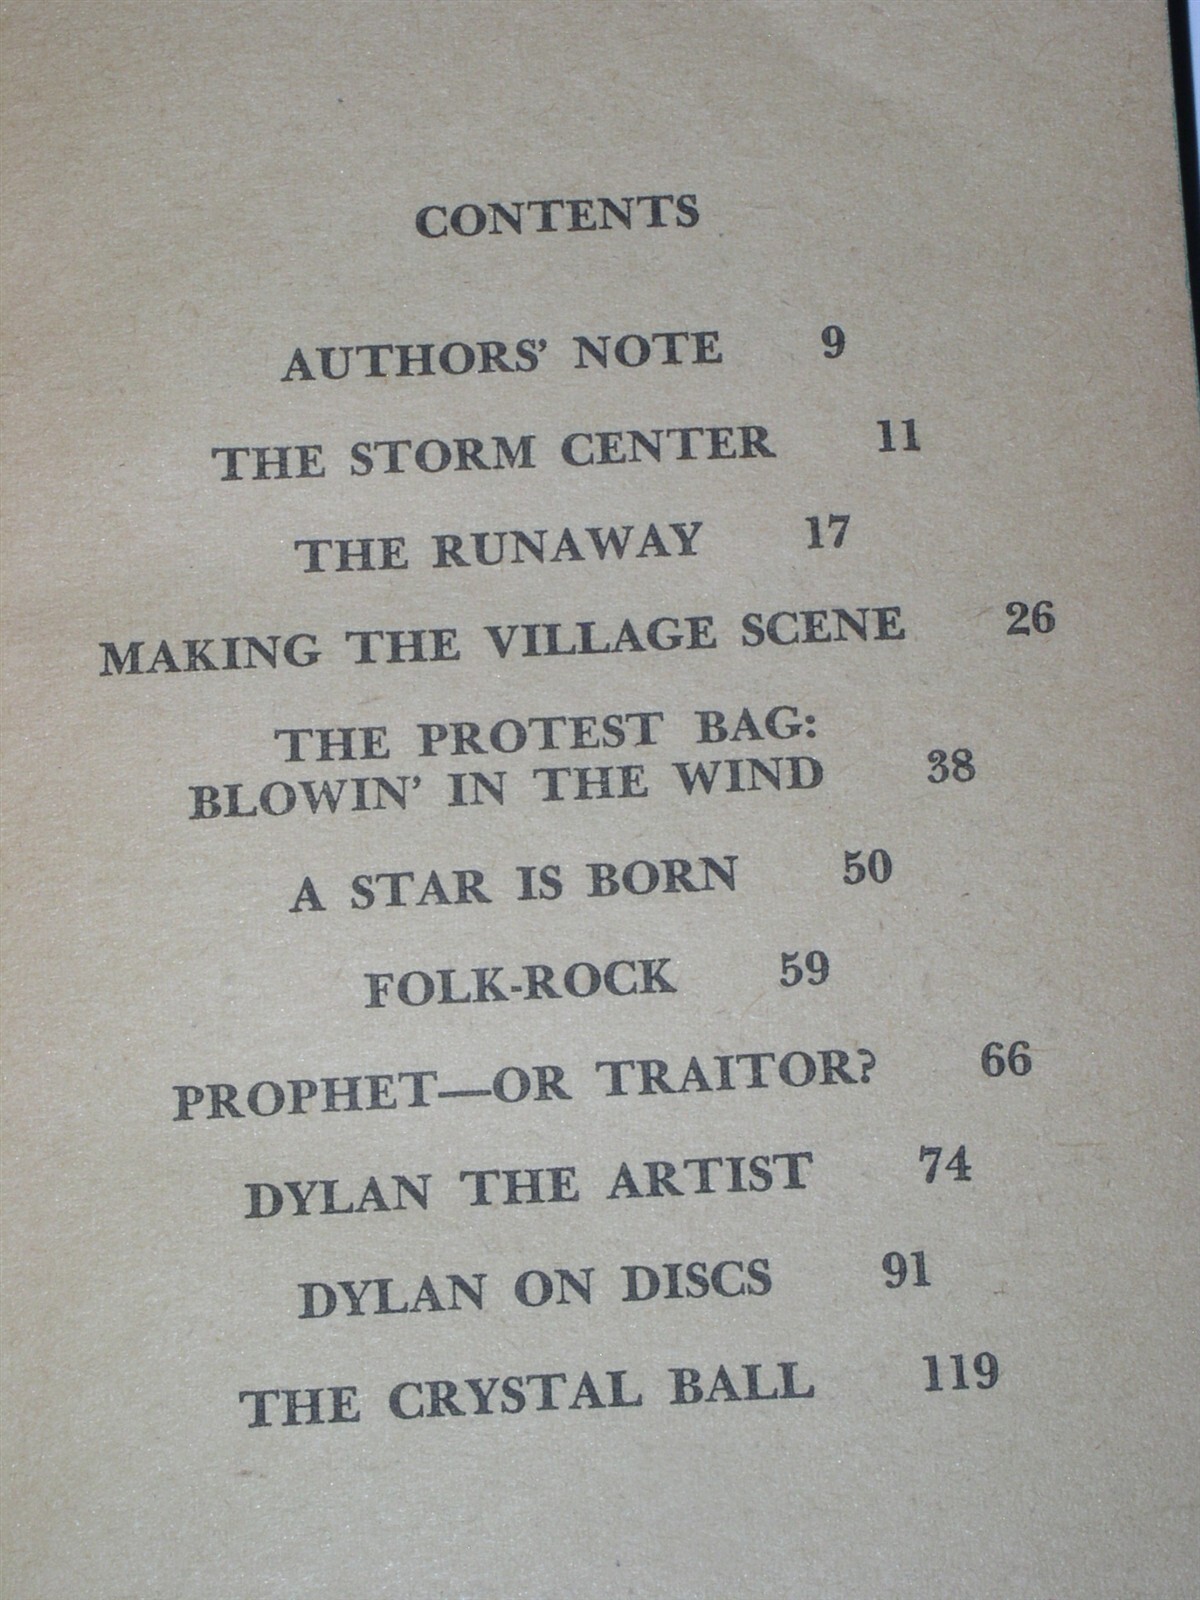 CONTENTS
AUTHORS' NOTE 9
THE STORM CENTER 11
THE RUNAWAY 17
MAKING THE VILLAGE SCENE 26
THE PROTEST BAG:
BLOWIN' IN THE WIND 38
A STAR IS BORN 50
FOLK-ROCK 59
PROPHET—OR TRAITOR? 66
DYLAN THE ARTIST 74
DYLAN ON DISCS 91
THE CRYSTAL BALL 119